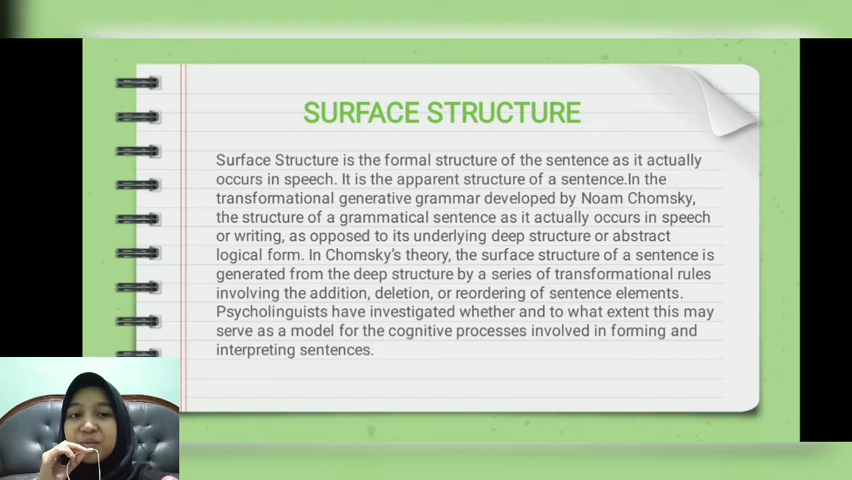 SURFACE STRUCTURE
Surface Structure is the formal structure of the sentence as it actually
occurs in speech. It is the apparent structure of a sentence.In the
transformational generative grammar developed by Noam Chomsky,
the structure of a grammatical sentence as it actually occurs in speech
or writing, as opposed to its underlying deep structure or abstract
logical form. In Chomsky's theory, the surface structure of a sentence is
generated from the deep structure by a series of transformational rules
involving the addition, deletion, or reordering of sentence elements.
Psycholinguists have investigated whether and to what extent this may
serve as a model for the cognitive processes involved in forming and
interpreting sentences.